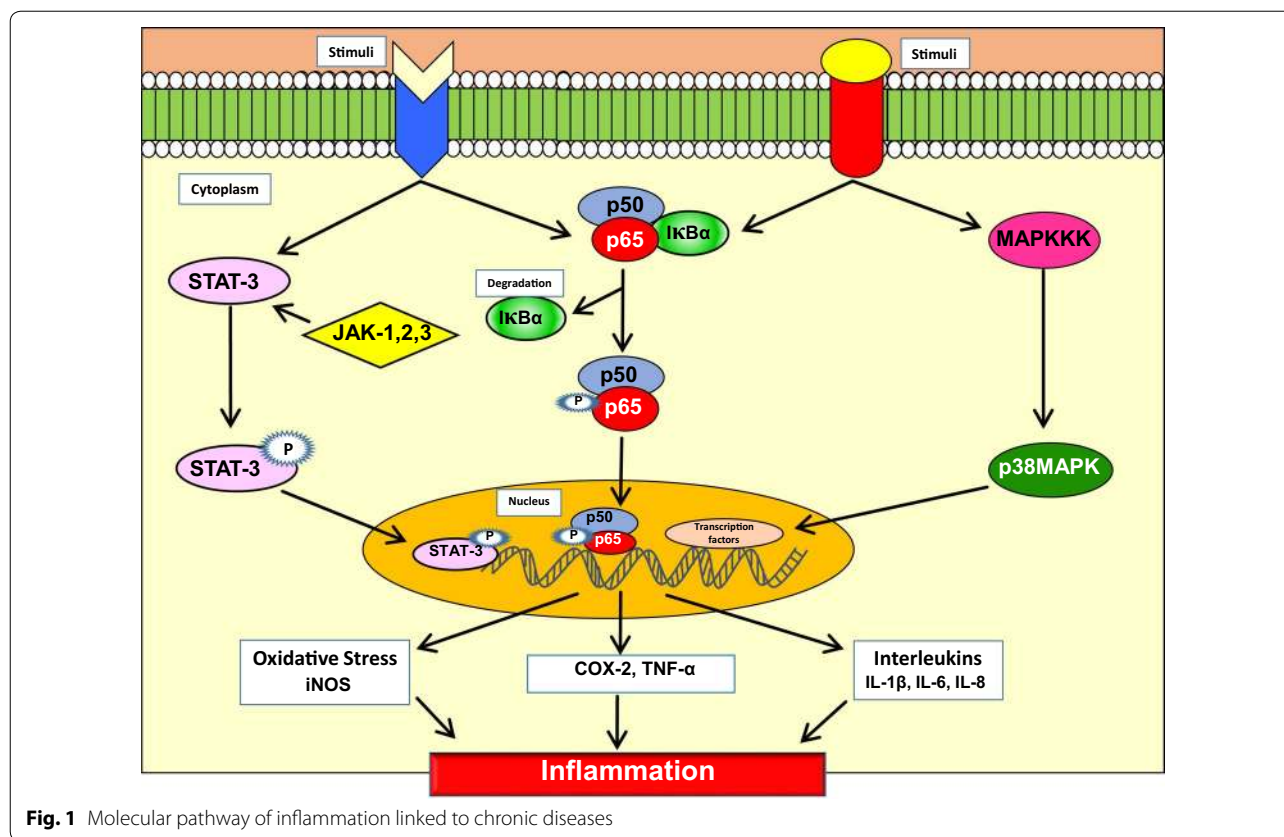 Stimuli
Stimuli
Cytoplasm
p50
p65
IκBα
MAPKKK
STAT-3
Degradation
IκBα
JAK-1,2,3
p50
P
p65
P
STAT-3
p38MAPK
Nucleus
p50
P
p65
P
STAT-3
Transcription
factors
Oxidative Stress
iNOS
COX-2, TNF-α
Interleukins
IL-1β, IL-6, IL-8
Inflammation
Fig. 1 Molecular pathway of inflammation linked to chronic diseases